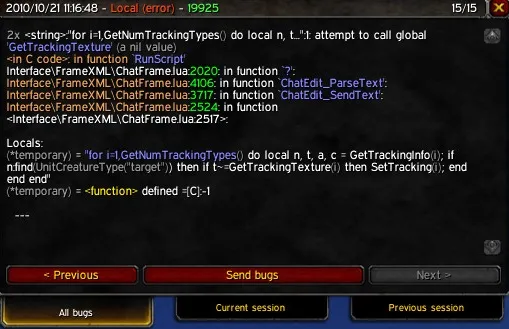 2010/10/21 11:16:48 - Local (error) - 19925 15/15
2x <string>:"for i=1,GetNumTrackingTypes() do local n, t...":1: attempt to call global
'GetTrackingTexture' (a nil value)
<in C code>: in function `RunScript'
Interface\FrameXML\ChatFrame.lua:2020: in function `?':
Interface\FrameXML\ChatFrame.lua:4106: in function `ChatEdit_ParseText':
Interface\FrameXML\ChatFrame.lua:3717: in function `ChatEdit_SendText':
Interface\FrameXML\ChatFrame.lua:2524: in function
<Interface\FrameXML\ChatFrame.lua:2517>:
Locals:
(*temporary) = "for i=1,GetNumTrackingTypes() do local n, t, a, c = GetTrackingInfo(i); if
n:find(UnitCreatureType("target")) then if t~=GetTrackingTexture(i) then SetTracking(i); end
end end"
(*temporary) = <function> defined =[C]:-1
---
< Previous Send bugs Next >
All bugs Current session Previous session